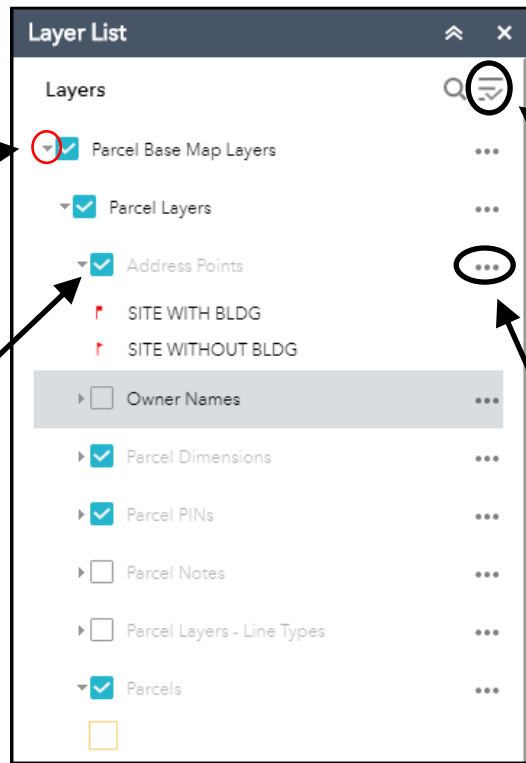 Layer List
Layers
Parcel Base Map Layers
Parcel Layers
Address Points
SITE WITH BLDG
SITE WITHOUT BLDG
Owner Names
Parcel Dimensions
Parcel PINs
Parcel Notes
Parcel Layers - Line Types
Parcels